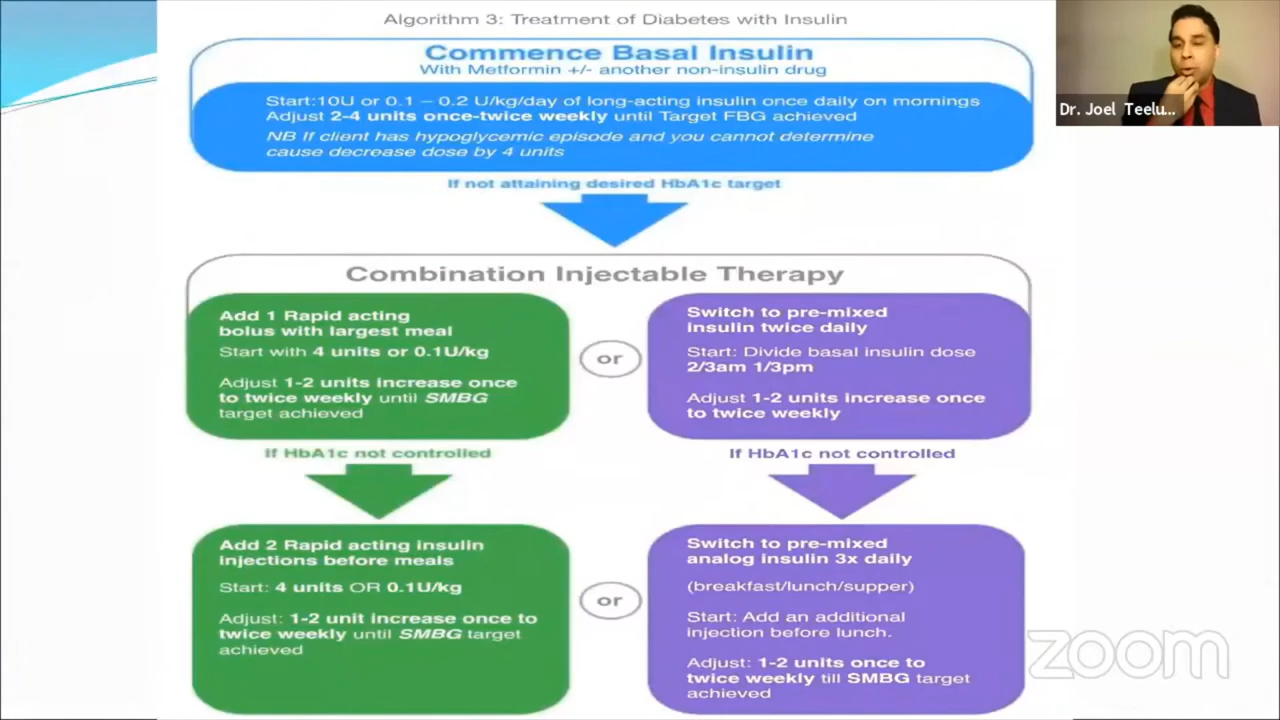 Algorithm 3: Treatment of Diabetes with Insulin
Commence Basal Insulin
With Metformin +/- another non-insulin drug
Start:10U or 0.1 – 0.2 U/kg/day of long-acting insulin once daily on mornings
Adjust 2-4 units once-twice weekly until Target FBG achieved
NB If client has hypoglycemic episode and you cannot determine
cause decrease dose by 4 units
If not attaining desired HbA1c target
Combination Injectable Therapy
Add 1 Rapid acting
bolus with largest meal
Start with 4 units or 0.1U/kg
Adjust 1-2 units increase once
to twice weekly until SMBG
target achieved
or
Switch to pre-mixed
insulin twice daily
Start: Divide basal insulin dose
2/3am 1/3pm
Adjust 1-2 units increase once
to twice weekly
If HbA1c not controlled
If HbA1c not controlled
Add 2 Rapid acting insulin
injections before meals
Start: 4 units OR 0.1U/kg
Adjust: 1-2 unit increase once to
twice weekly until SMBG target
achieved
or
Switch to pre-mixed
analog insulin 3x daily
(breakfast/lunch/supper)
Start: Add an additional
injection before lunch.
Adjust: 1-2 units once to
twice weekly till SMBG target
achieved
Dr. Joel Teelu...
zoom